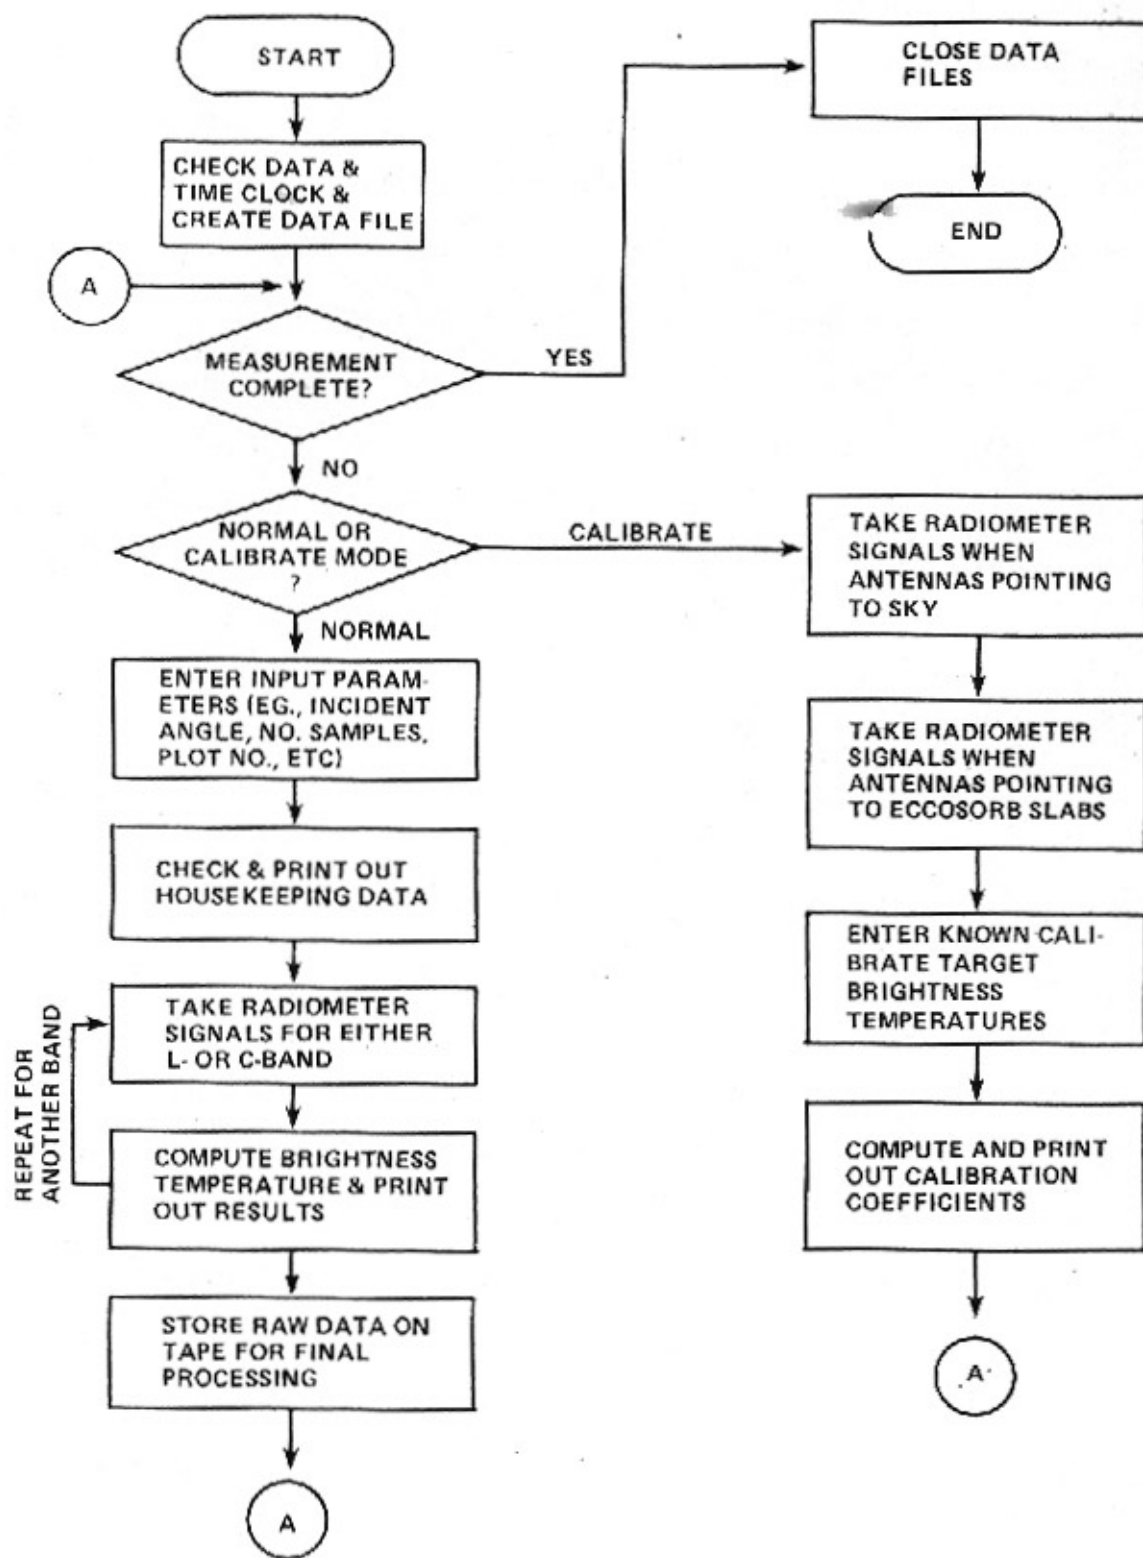 START
CHECK DATA &
TIME CLOCK &
CREATE DATA FILE
A
MEASUREMENT
COMPLETE?
YES
CLOSE DATA
FILES
END
NO
NORMAL OR
CALIBRATE MODE
?
CALIBRATE
NORMAL
ENTER INPUT PARAM-
ETERS (EG., INCIDENT
ANGLE, NO. SAMPLES,
PLOT NO., ETC)
CHECK & PRINT OUT
HOUSEKEEPING DATA
TAKE RADIOMETER
SIGNALS FOR EITHER
L- OR C-BAND
REPEAT FOR
ANOTHER BAND
COMPUTE BRIGHTNESS
TEMPERATURE & PRINT
OUT RESULTS
STORE RAW DATA ON
TAPE FOR FINAL
PROCESSING
A
TAKE RADIOMETER
SIGNALS WHEN
ANTENNAS POINTING
TO SKY
TAKE RADIOMETER
SIGNALS WHEN
ANTENNAS POINTING
TO ECCOSORB SLABS
ENTER KNOWN CALI-
BRATE TARGET
BRIGHTNESS
TEMPERATURES
COMPUTE AND PRINT
OUT CALIBRATION
COEFFICIENTS
A